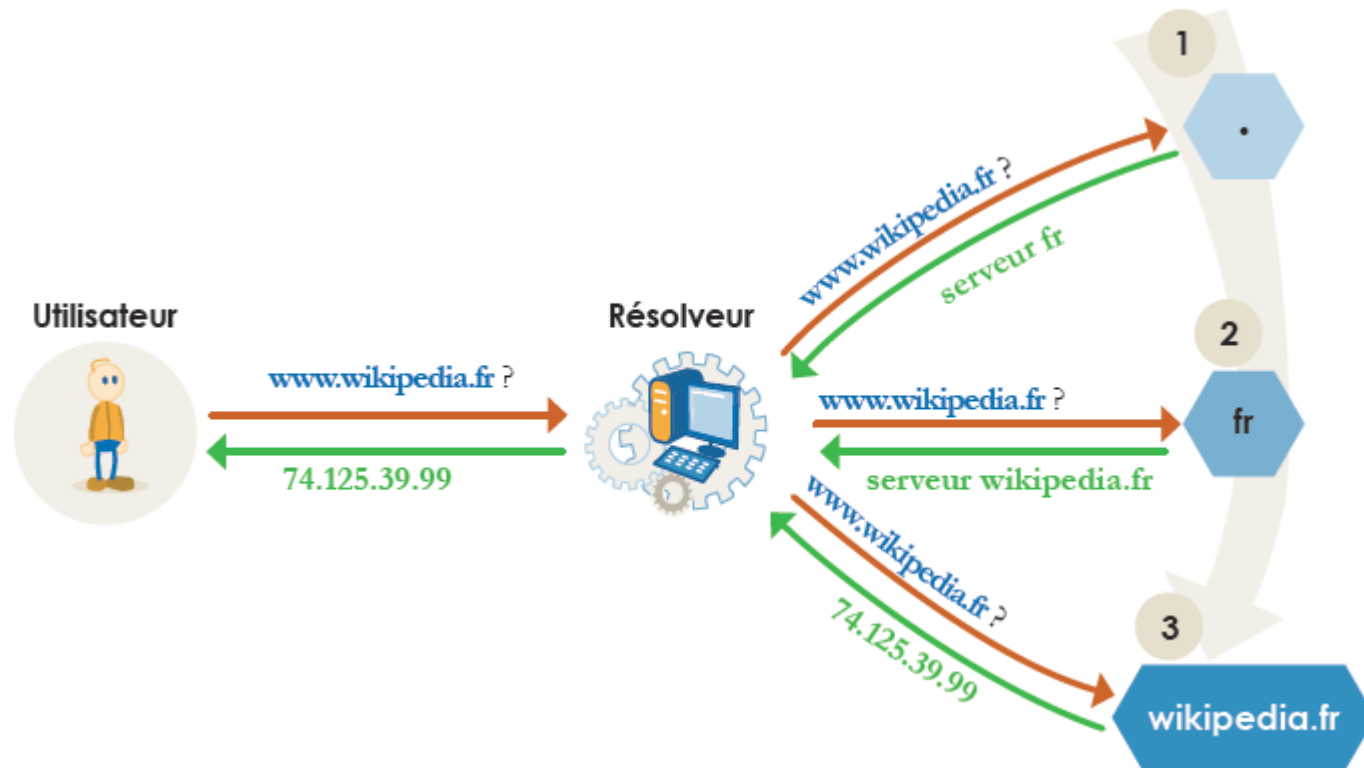 Utilisateur
www.wikipedia.fr ?
74.125.39.99
Résolveur
www.wikipedia.fr ?
serveur fr
1
.
www.wikipedia.fr ?
serveur wikipedia.fr
2
fr
www.wikipedia.fr ?
74.125.39.99
3
wikipedia.fr